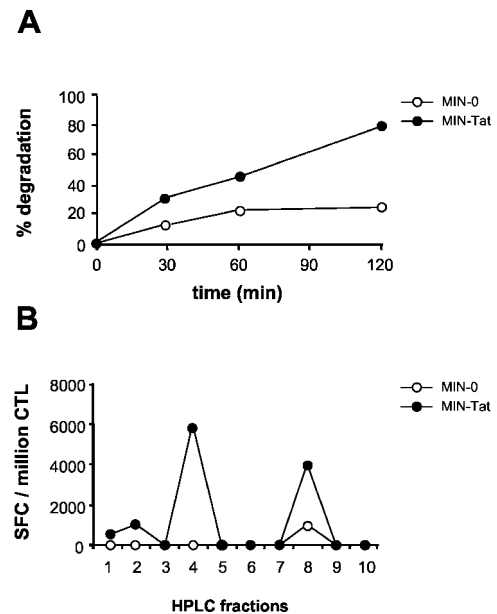 A
% degradation
100
80
60
40
20
0
0 30 60 90 120
time (min)
MIN-0
MIN-Tat
B
SFC / million CTL
8000
6000
4000
2000
0
1 2 3 4 5 6 7 8 9 10
HPLC fractions
MIN-0
MIN-Tat